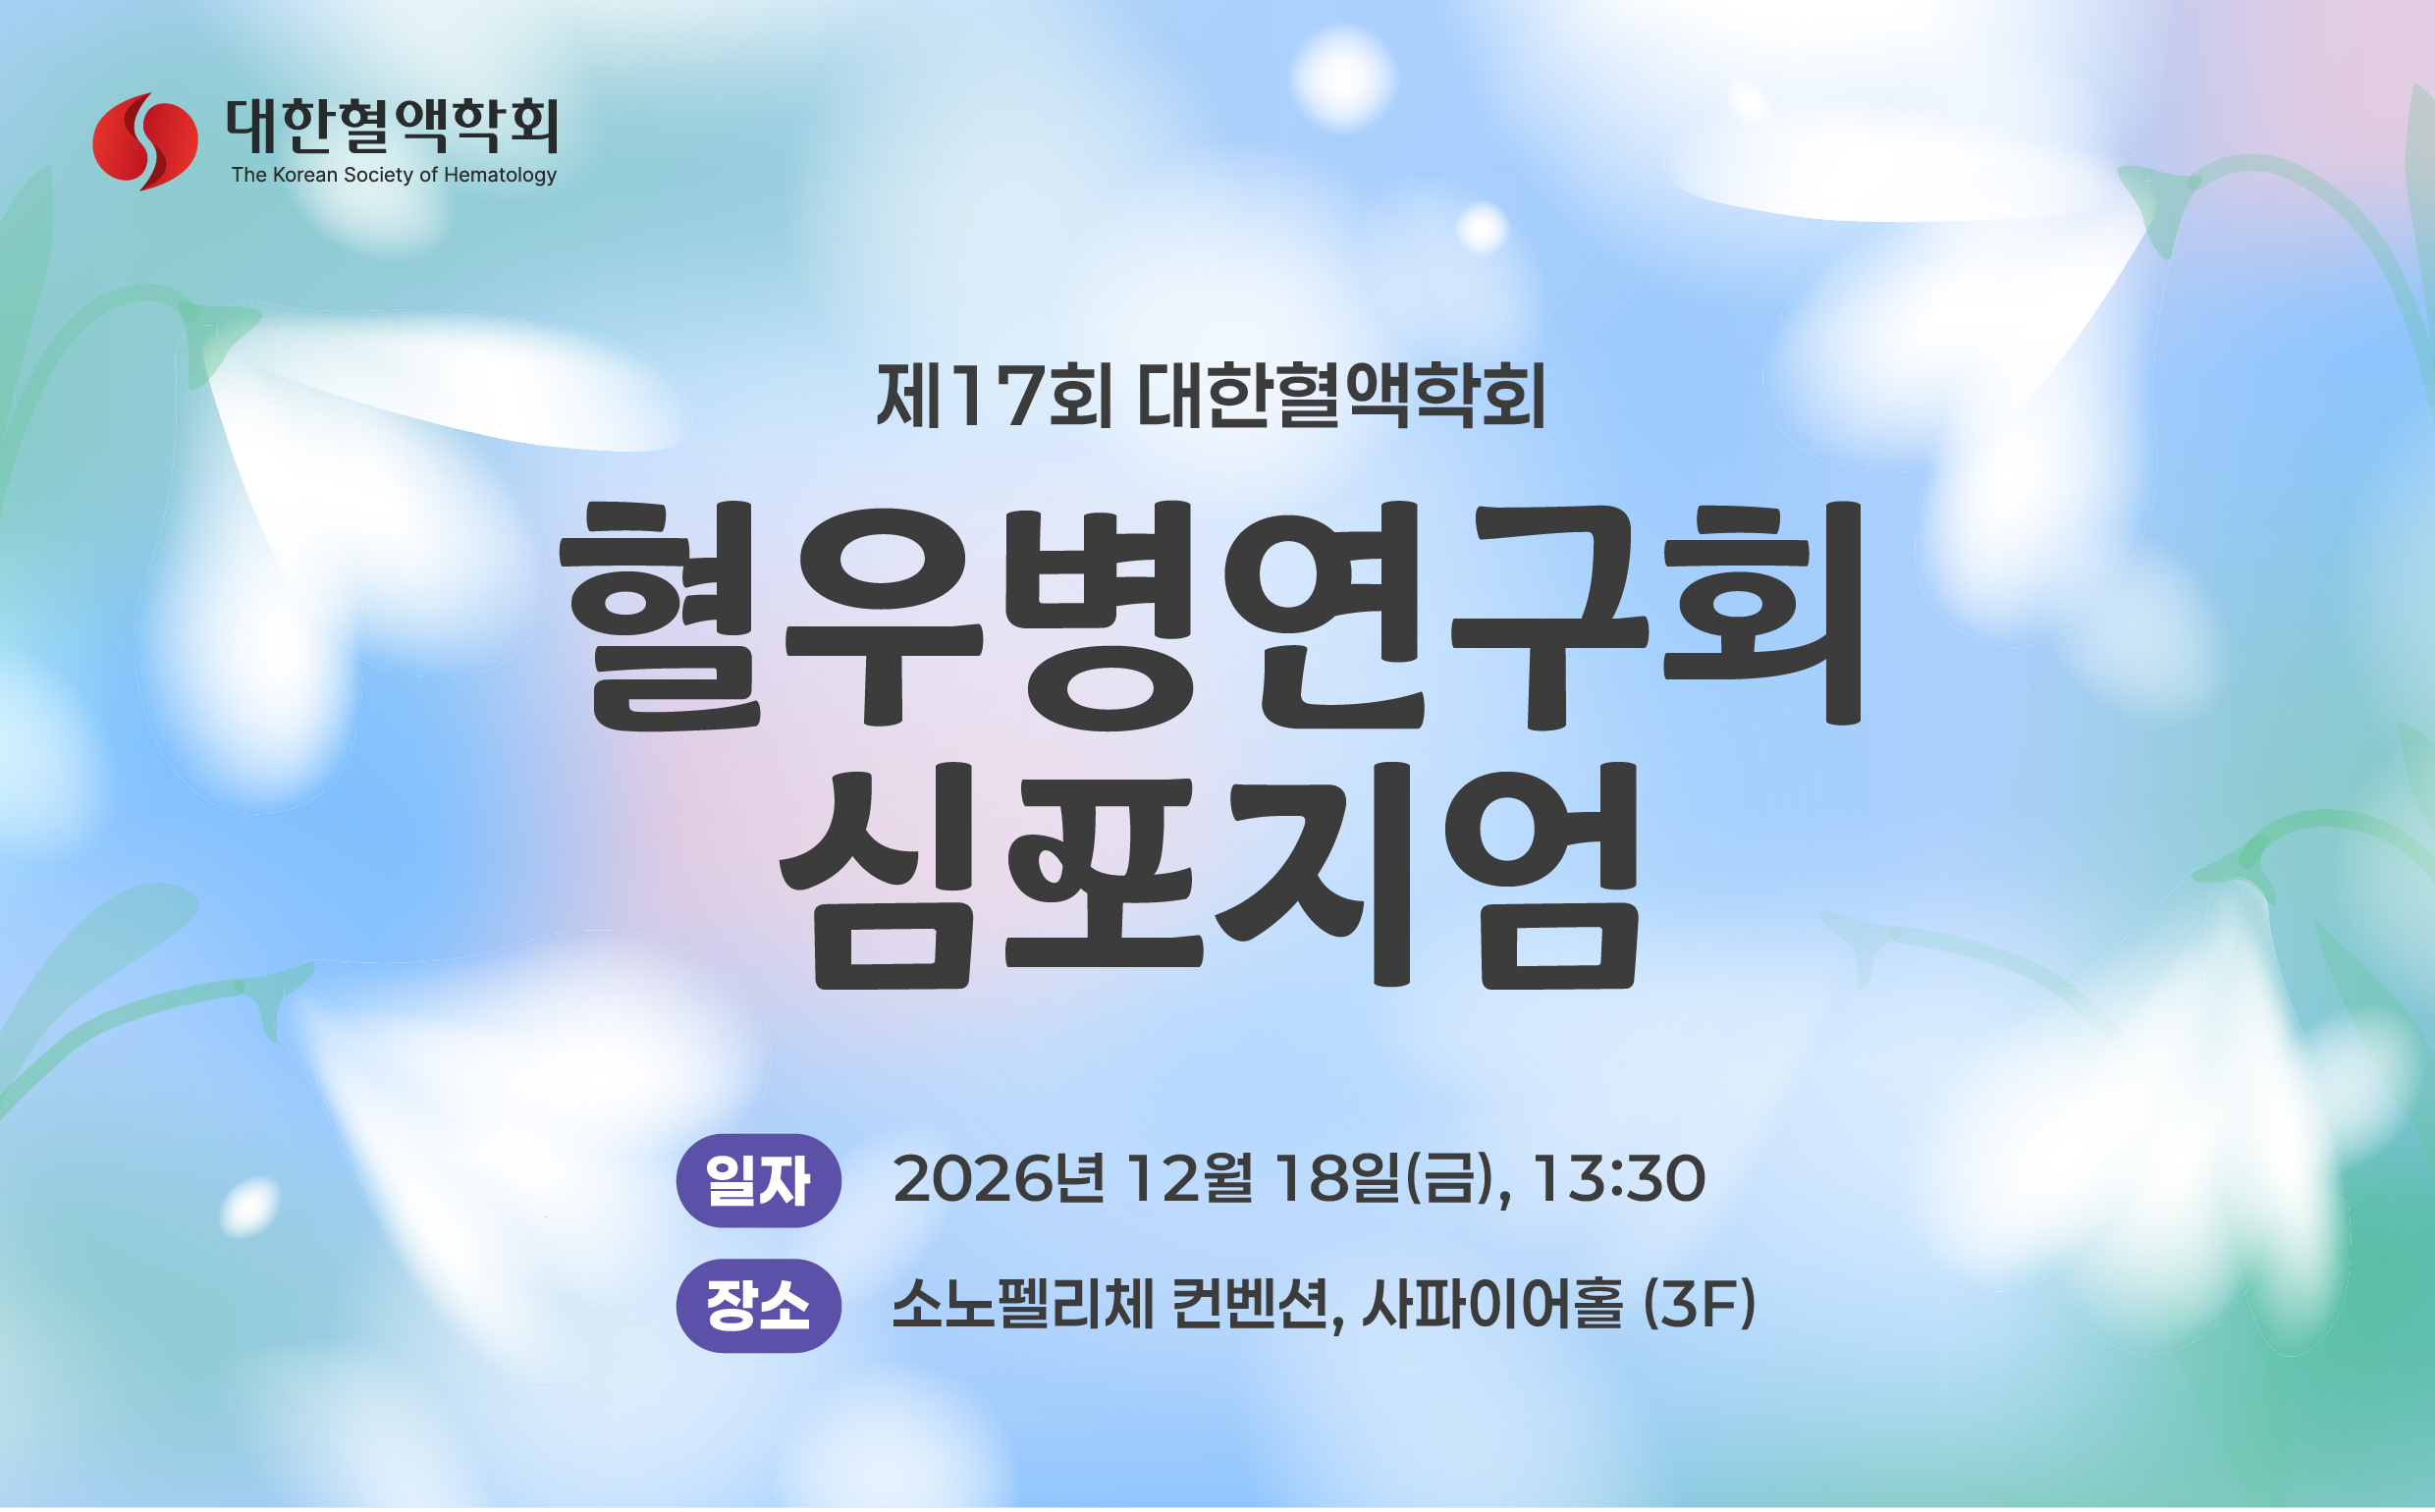 대한혈액학회
The Korean Society of Hematology
제17회 대한혈액학회
혈우병연구회
심포지엄
일자 2026년 12월 18일(금), 13:30
장소 소노펠리체 컨벤션, 사파이어홀 (3F)